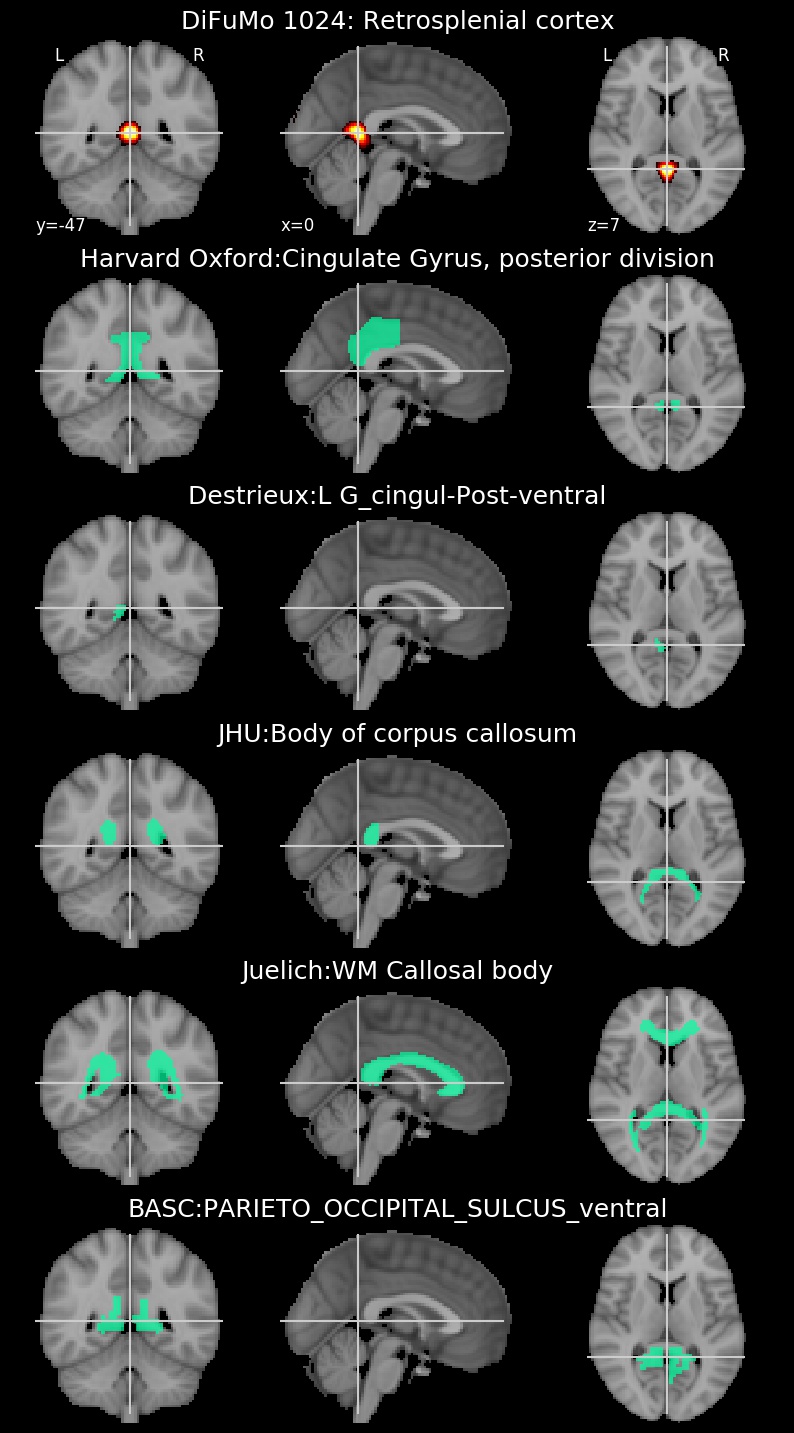 DiFuMo 1024: Retrosplenial cortex
L R L R
y=-47 x=0 z=7
Harvard Oxford:Cingulate Gyrus, posterior division
Destrieux:L G_cingul-Post-ventral
JHU:Body of corpus callosum
Juelich:WM Callosal body
BASC:PARIETO_OCCIPITAL_SULCUS_ventral